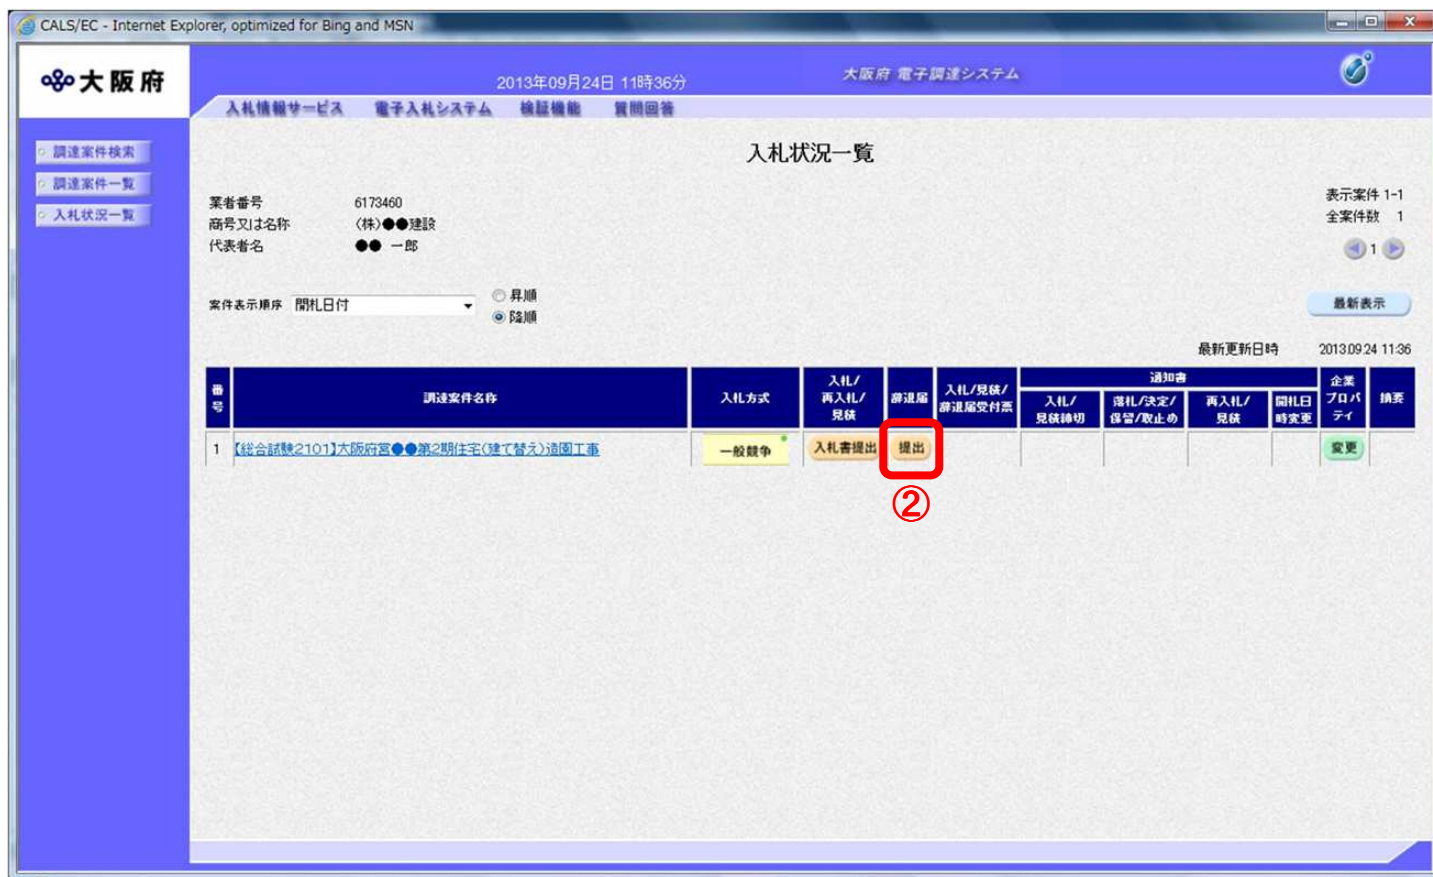 CALS/EC - Internet Explorer, optimized for Bing and MSN
大阪府
2013年09月24日 11時36分
大阪府 電子調達システム
入札情報サービス 電子入札システム 検証機能 質問回答
調達案件検索
調達案件一覧
入札状況一覧
入札状況一覧
表示案件 1-1
全案件数 1
1
業者番号 6173460
商号又は名称 (株)●●建設
代表者名 ●● 一郎
案件表示順序 開札日付
昇順
降順
最新表示
最新更新日時 2013.09.24 11:36
番号
調達案件名称
入札方式
入札/
再入札/
見積
辞退届
入札/見積/
辞退届受付票
通知書
入札/
見積締切
落札/決定/
保留/取止め
再入札/
見積
開札日
時変更
企業
プロパ
ティ
摘要
1 【総合試験2101】大阪府営●●第2期住宅(建て替え)造園工事 一般競争 入札書提出 提出 変更
②